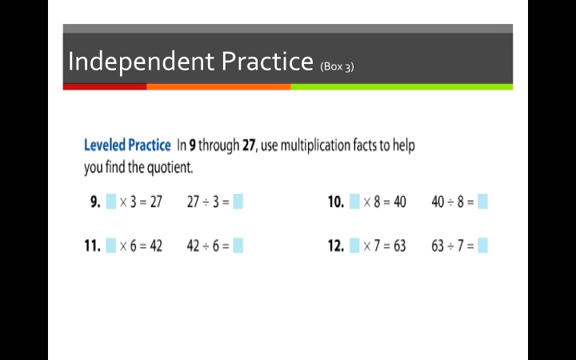 Independent Practice (Box 3)
Leveled Practice In 9 through 27, use multiplication facts to help
you find the quotient.
9. × 3 = 27 27 ÷ 3 =
10. × 8 = 40 40 ÷ 8 =
11. × 6 = 42 42 ÷ 6 =
12. × 7 = 63 63 ÷ 7 =